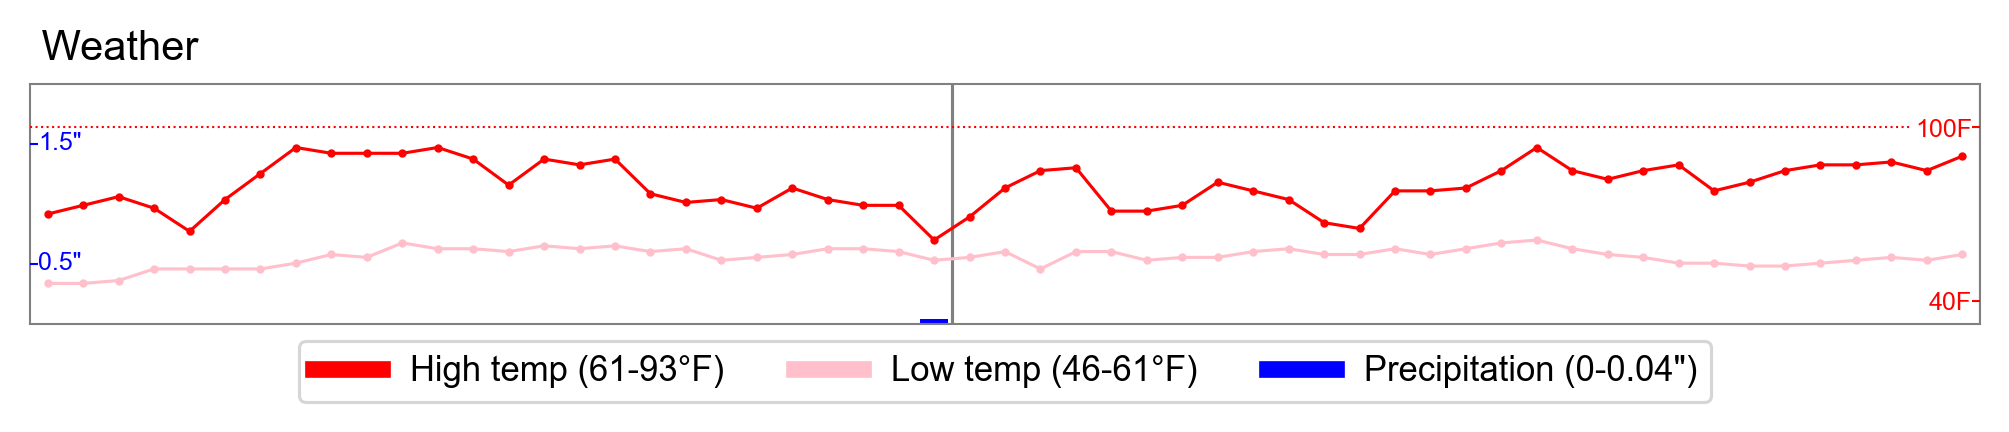 Weather
1.5"
100F
0.5"
40F
High temp (61-93°F) Low temp (46-61°F) Precipitation (0-0.04")